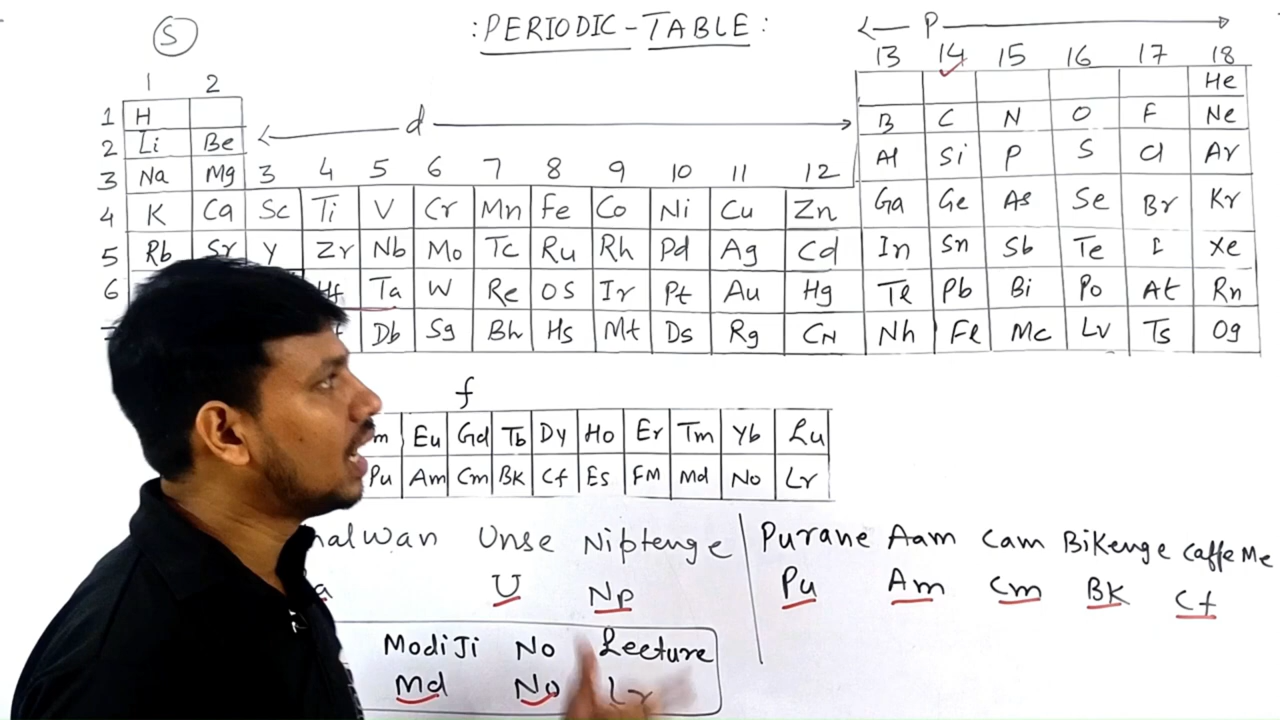 S :PERIODIC-TABLE: P
13 14 15 16 17 18
1 2 He
1 H
2 Li Be d B C N O F Ne
3 Na Mg 3 4 5 6 7 8 9 10 11 12 Al Si P S Cl Ar
4 K Ca Sc Ti V Cr Mn Fe Co Ni Cu Zn Ga Ge As Se Br Kr
5 Rb Sr Y Zr Nb Mo Tc Ru Rh Pd Ag Cd In Sn Sb Te I Xe
6 Hf Ta W Re Os Ir Pt Au Hg Tl Pb Bi Po At Rn
Db Sg Bh Hs Mt Ds Rg CN Nh Fl Mc Lv Ts Og
f
m Eu Gd Tb Dy Ho Er Tm Yb Lu
Pu Am Cm BK Cf Es FM Md No Lr
halwan Unse Niptenge Purane Aam Cam BiKenge Caffe Me
a U Np Pu Am Cm BK Cf
ModiJi No Lecture
Md No Lr